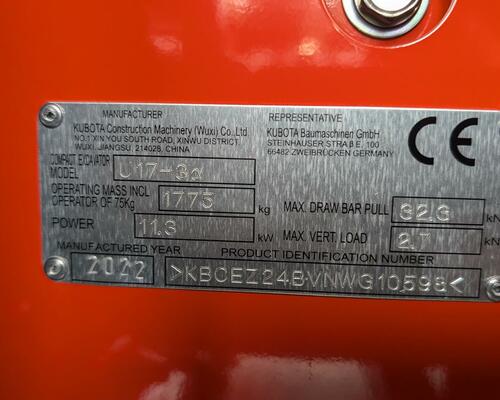 MANUFACTURER
KUBOTA Construction Machinery (Wuxi) Co., Ltd.
NO.1 XIN YOU SOUTH ROAD, XINWU DISTRICT,
WUXI, JIANGSU, 214028, CHINA
REPRESENTATIVE
KUBOTA Baumaschinen GmbH
STEINHAUSER STRAßE, 100
66482 ZWEIBRÜCKEN GERMANY
CE
COMPACT EXCAVATOR
MODEL U17-3α
OPERATING MASS INCL
OPERATOR OF 75Kg 1775 kg
MAX. DRAW BAR PULL
POWER 11.3 kW
MAX. VERT. LOAD 2.7
MANUFACTURED YEAR
2022
PRODUCT IDENTIFICATION NUMBER